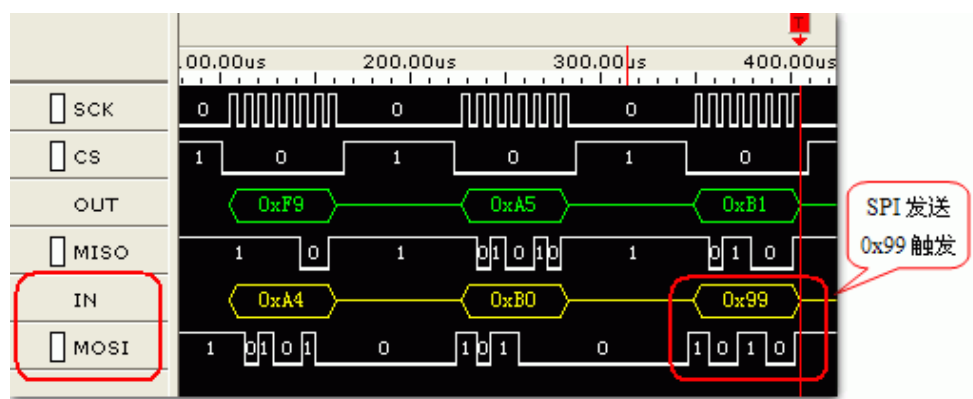 T
.00.00us 200.00us 300.00us 400.00us
SCK 0 0 0
CS 1 0 1 0 1 0
OUT 0xF9 0xA5 0xB1
SPI 发送
0x99 触发
MISO 1 0 1 0 1 0 1 0 1 0 1 0
IN 0xA4 0xB0 0x99
MOSI 1 0 1 0 1 0 1 0 1 0 1 0 1 0